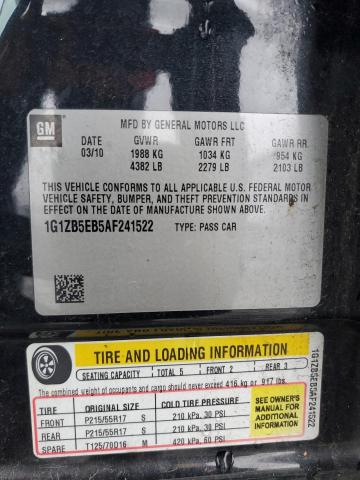 GM
MFD BY GENERAL MOTORS LLC
DATE GVWR GAWR FRT GAWR RR
03/10 1988 KG 1034 KG 954 KG
4382 LB 2279 LB 2103 LB
THIS VEHICLE CONFORMS TO ALL APPLICABLE U.S. FEDERAL MOTOR
VEHICLE SAFETY, BUMPER, AND THEFT PREVENTION STANDARDS
IN EFFECT ON THE DATE OF MANUFACTURE SHOWN ABOVE.
1G1ZB5EB5AF241522 TYPE: PASS CAR
TIRE AND LOADING INFORMATION
SEATING CAPACITY TOTAL 5 FRONT 2 REAR 3
The combined weight of occupants and cargo should never exceed 416 kg or 917 lbs.
TIRE ORIGINAL SIZE COLD TIRE PRESSURE
FRONT P215/55R17 S 210 kPa, 30 PSI
REAR P215/55R17 S 210 kPa, 30 PSI
SPARE T125/70D16 M 420 kPa, 60 PSI
SEE OWNER'S
MANUAL FOR
ADDITIONAL
INFORMATION
1G1ZB5EB5AF241522